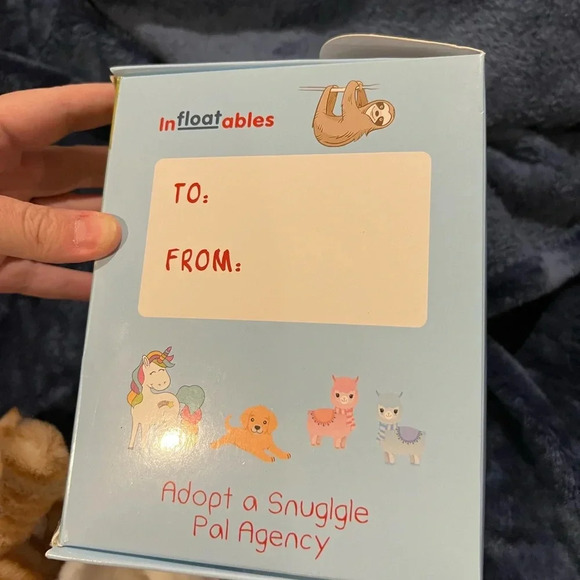 Infloatables
TO:
FROM:
Adopt a Snuglgle
Pal Agency